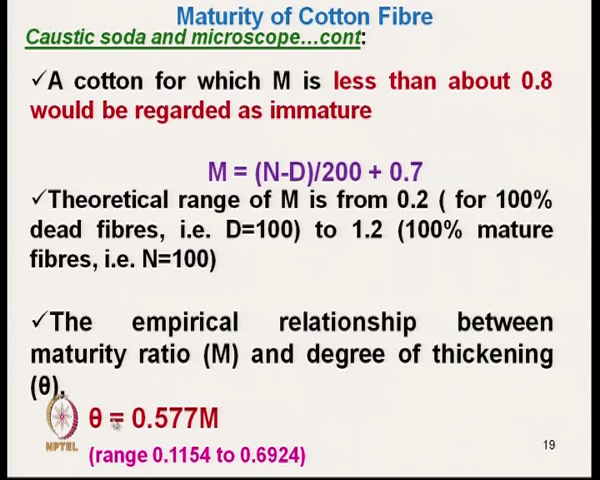 Maturity of Cotton Fibre
Caustic soda and microscope…cont:
✓A cotton for which M is less than about 0.8
would be regarded as immature
M = (N-D)/200 + 0.7
✓Theoretical range of M is from 0.2 ( for 100%
dead fibres, i.e. D=100) to 1.2 (100% mature
fibres, i.e. N=100)
✓The empirical relationship between
maturity ratio (M) and degree of thickening
(θ).
θ = 0.577M
(range 0.1154 to 0.6924)
NPTEL
19